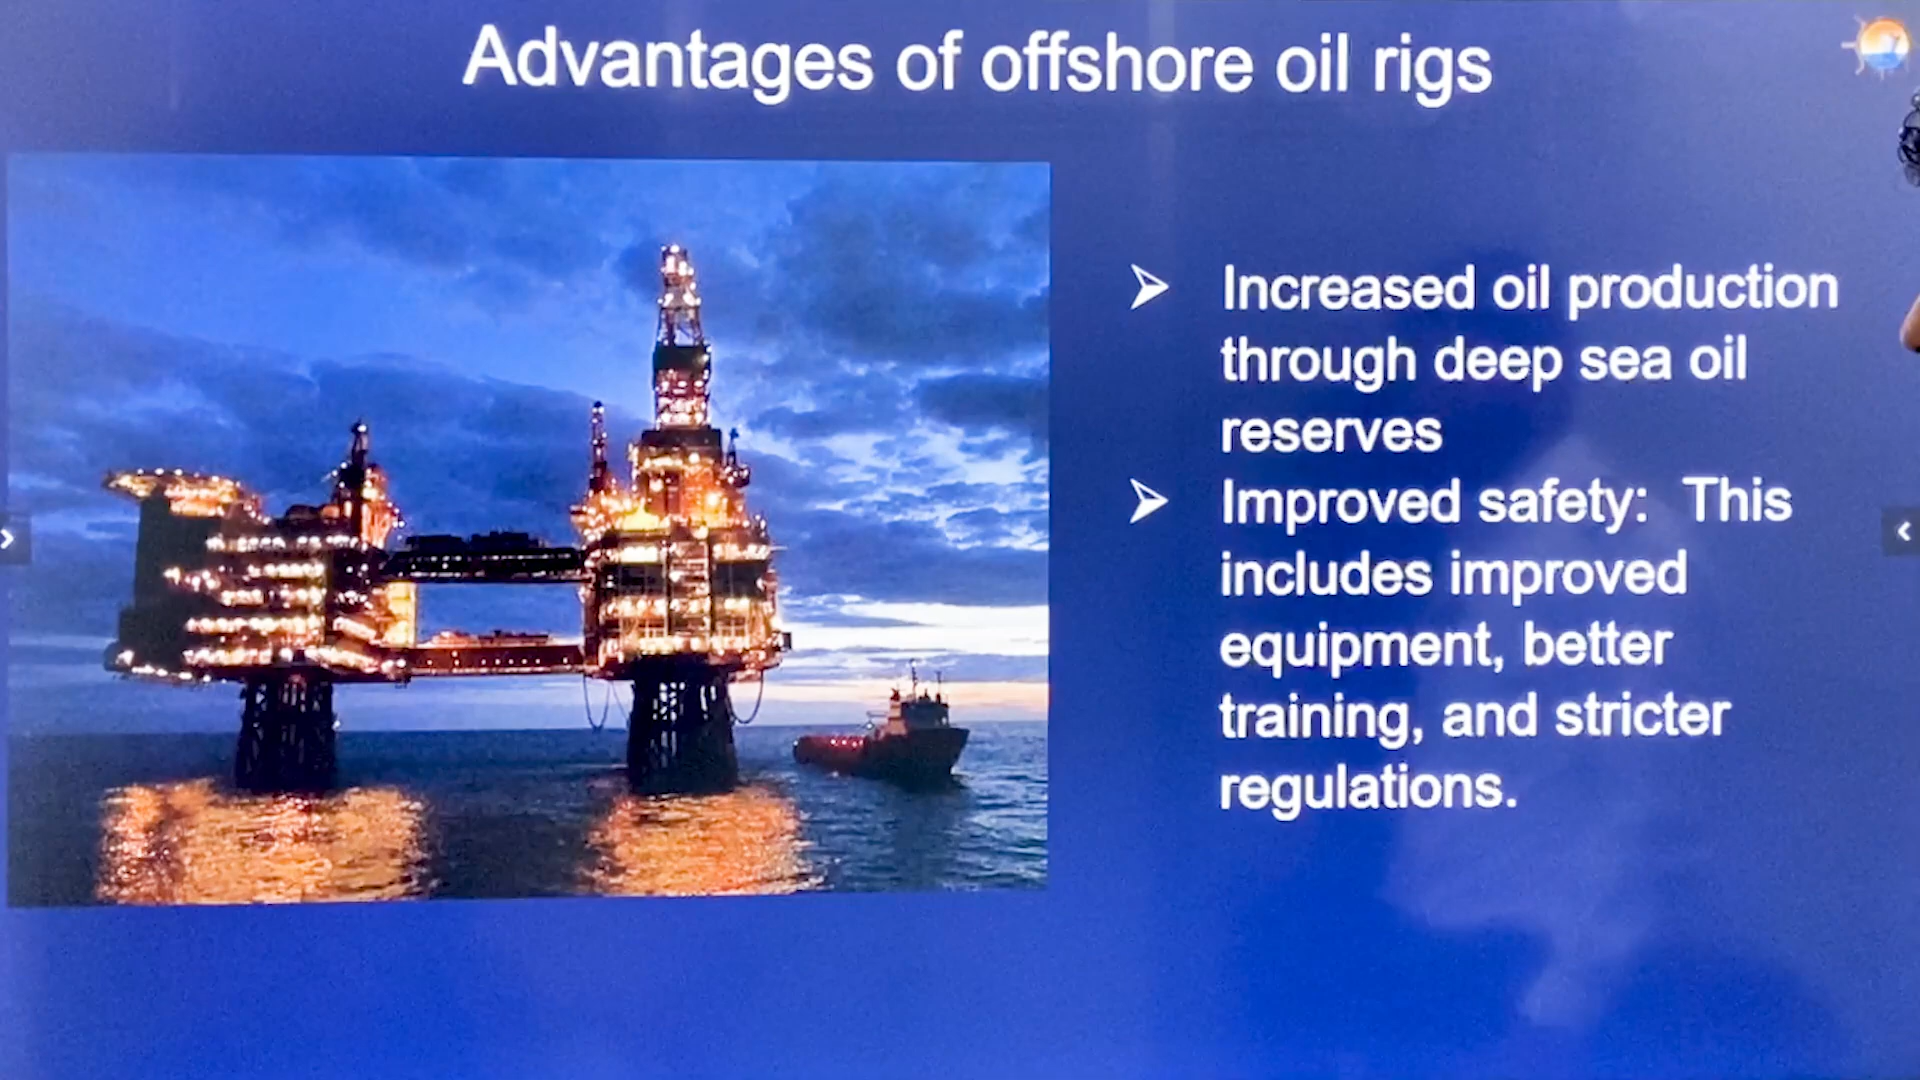 Advantages of offshore oil rigs
Increased oil production
through deep sea oil
reserves
Improved safety: This
includes improved
equipment, better
training, and stricter
regulations.